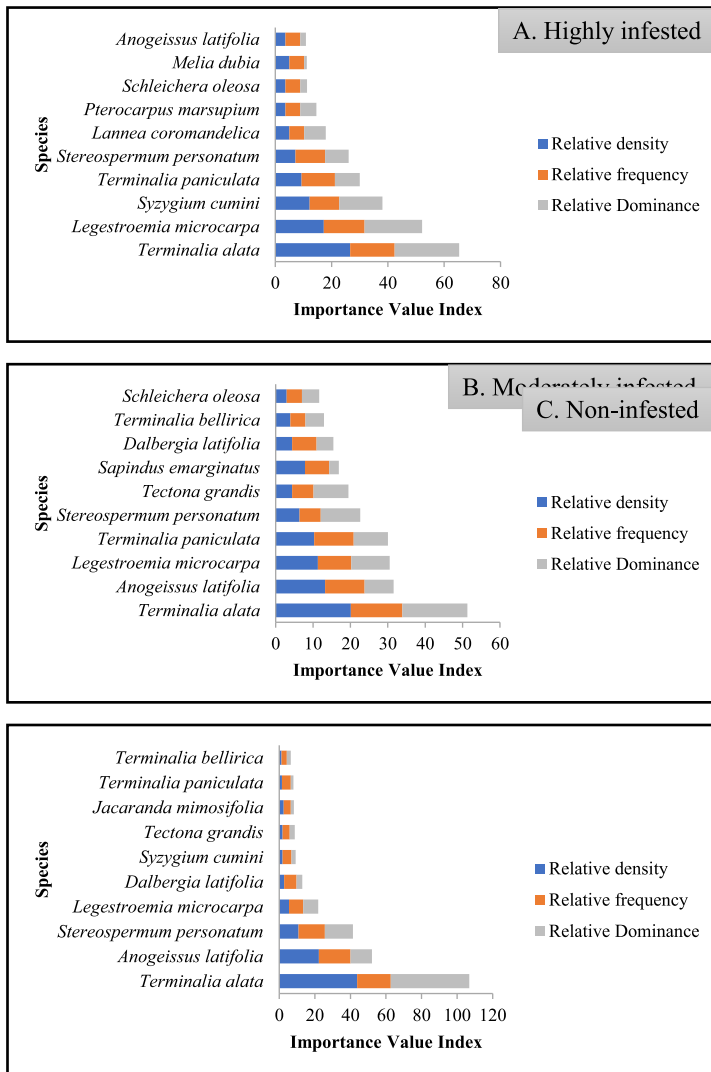 A. Highly infested
Species
Anogeissus latifolia
Melia dubia
Schleichera oleosa
Pterocarpus marsupium
Lannea coromandelica
Stereospermum personatum
Terminalia paniculata
Syzygium cumini
Legestroemia microcarpa
Terminalia alata
0 20 40 60 80
Importance Value Index
Relative density
Relative frequency
Relative Dominance
B. Moderately infested
C. Non-infested
Species
Schleichera oleosa
Terminalia bellirica
Dalbergia latifolia
Sapindus emarginatus
Tectona grandis
Stereospermum personatum
Terminalia paniculata
Legestroemia microcarpa
Anogeissus latifolia
Terminalia alata
0 10 20 30 40 50 60
Importance Value Index
Relative density
Relative frequency
Relative Dominance
Species
Terminalia bellirica
Terminalia paniculata
Jacaranda mimosifolia
Tectona grandis
Syzygium cumini
Dalbergia latifolia
Legestroemia microcarpa
Stereospermum personatum
Anogeissus latifolia
Terminalia alata
0 20 40 60 80 100 120
Importance Value Index
Relative density
Relative frequency
Relative Dominance